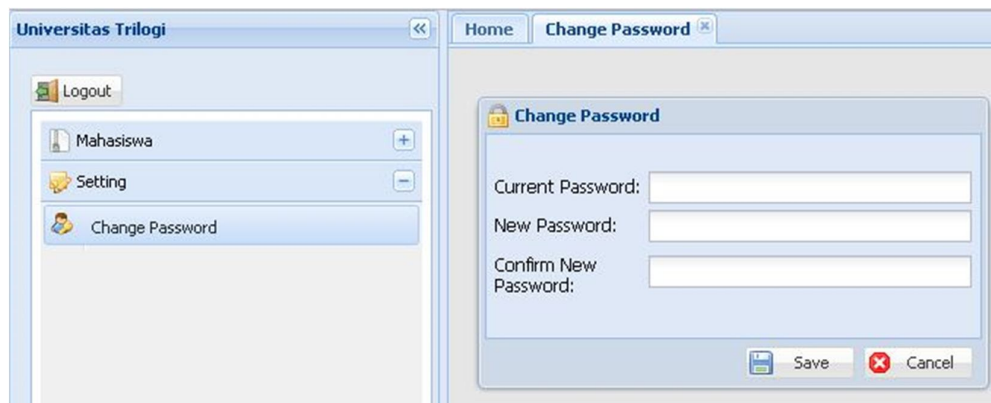 Universitas Trilogi
Logout
Mahasiswa
Setting
Change Password
Home
Change Password
Change Password
Current Password:
New Password:
Confirm New
Password:
Save
Cancel